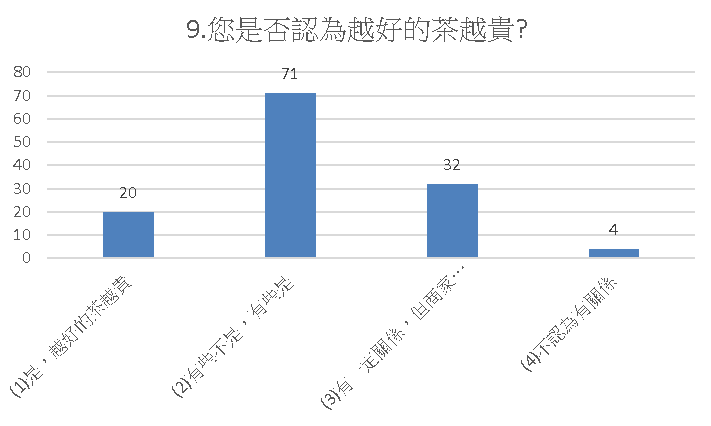 9.您是否認為越好的茶越貴?
80
70
60
50
40
30
20
10
0
20
71
32
4
(1)是，越好的茶越貴
(2)有些不是，有些是
(3)有一定關係，但商家…
(4)不認為有關係